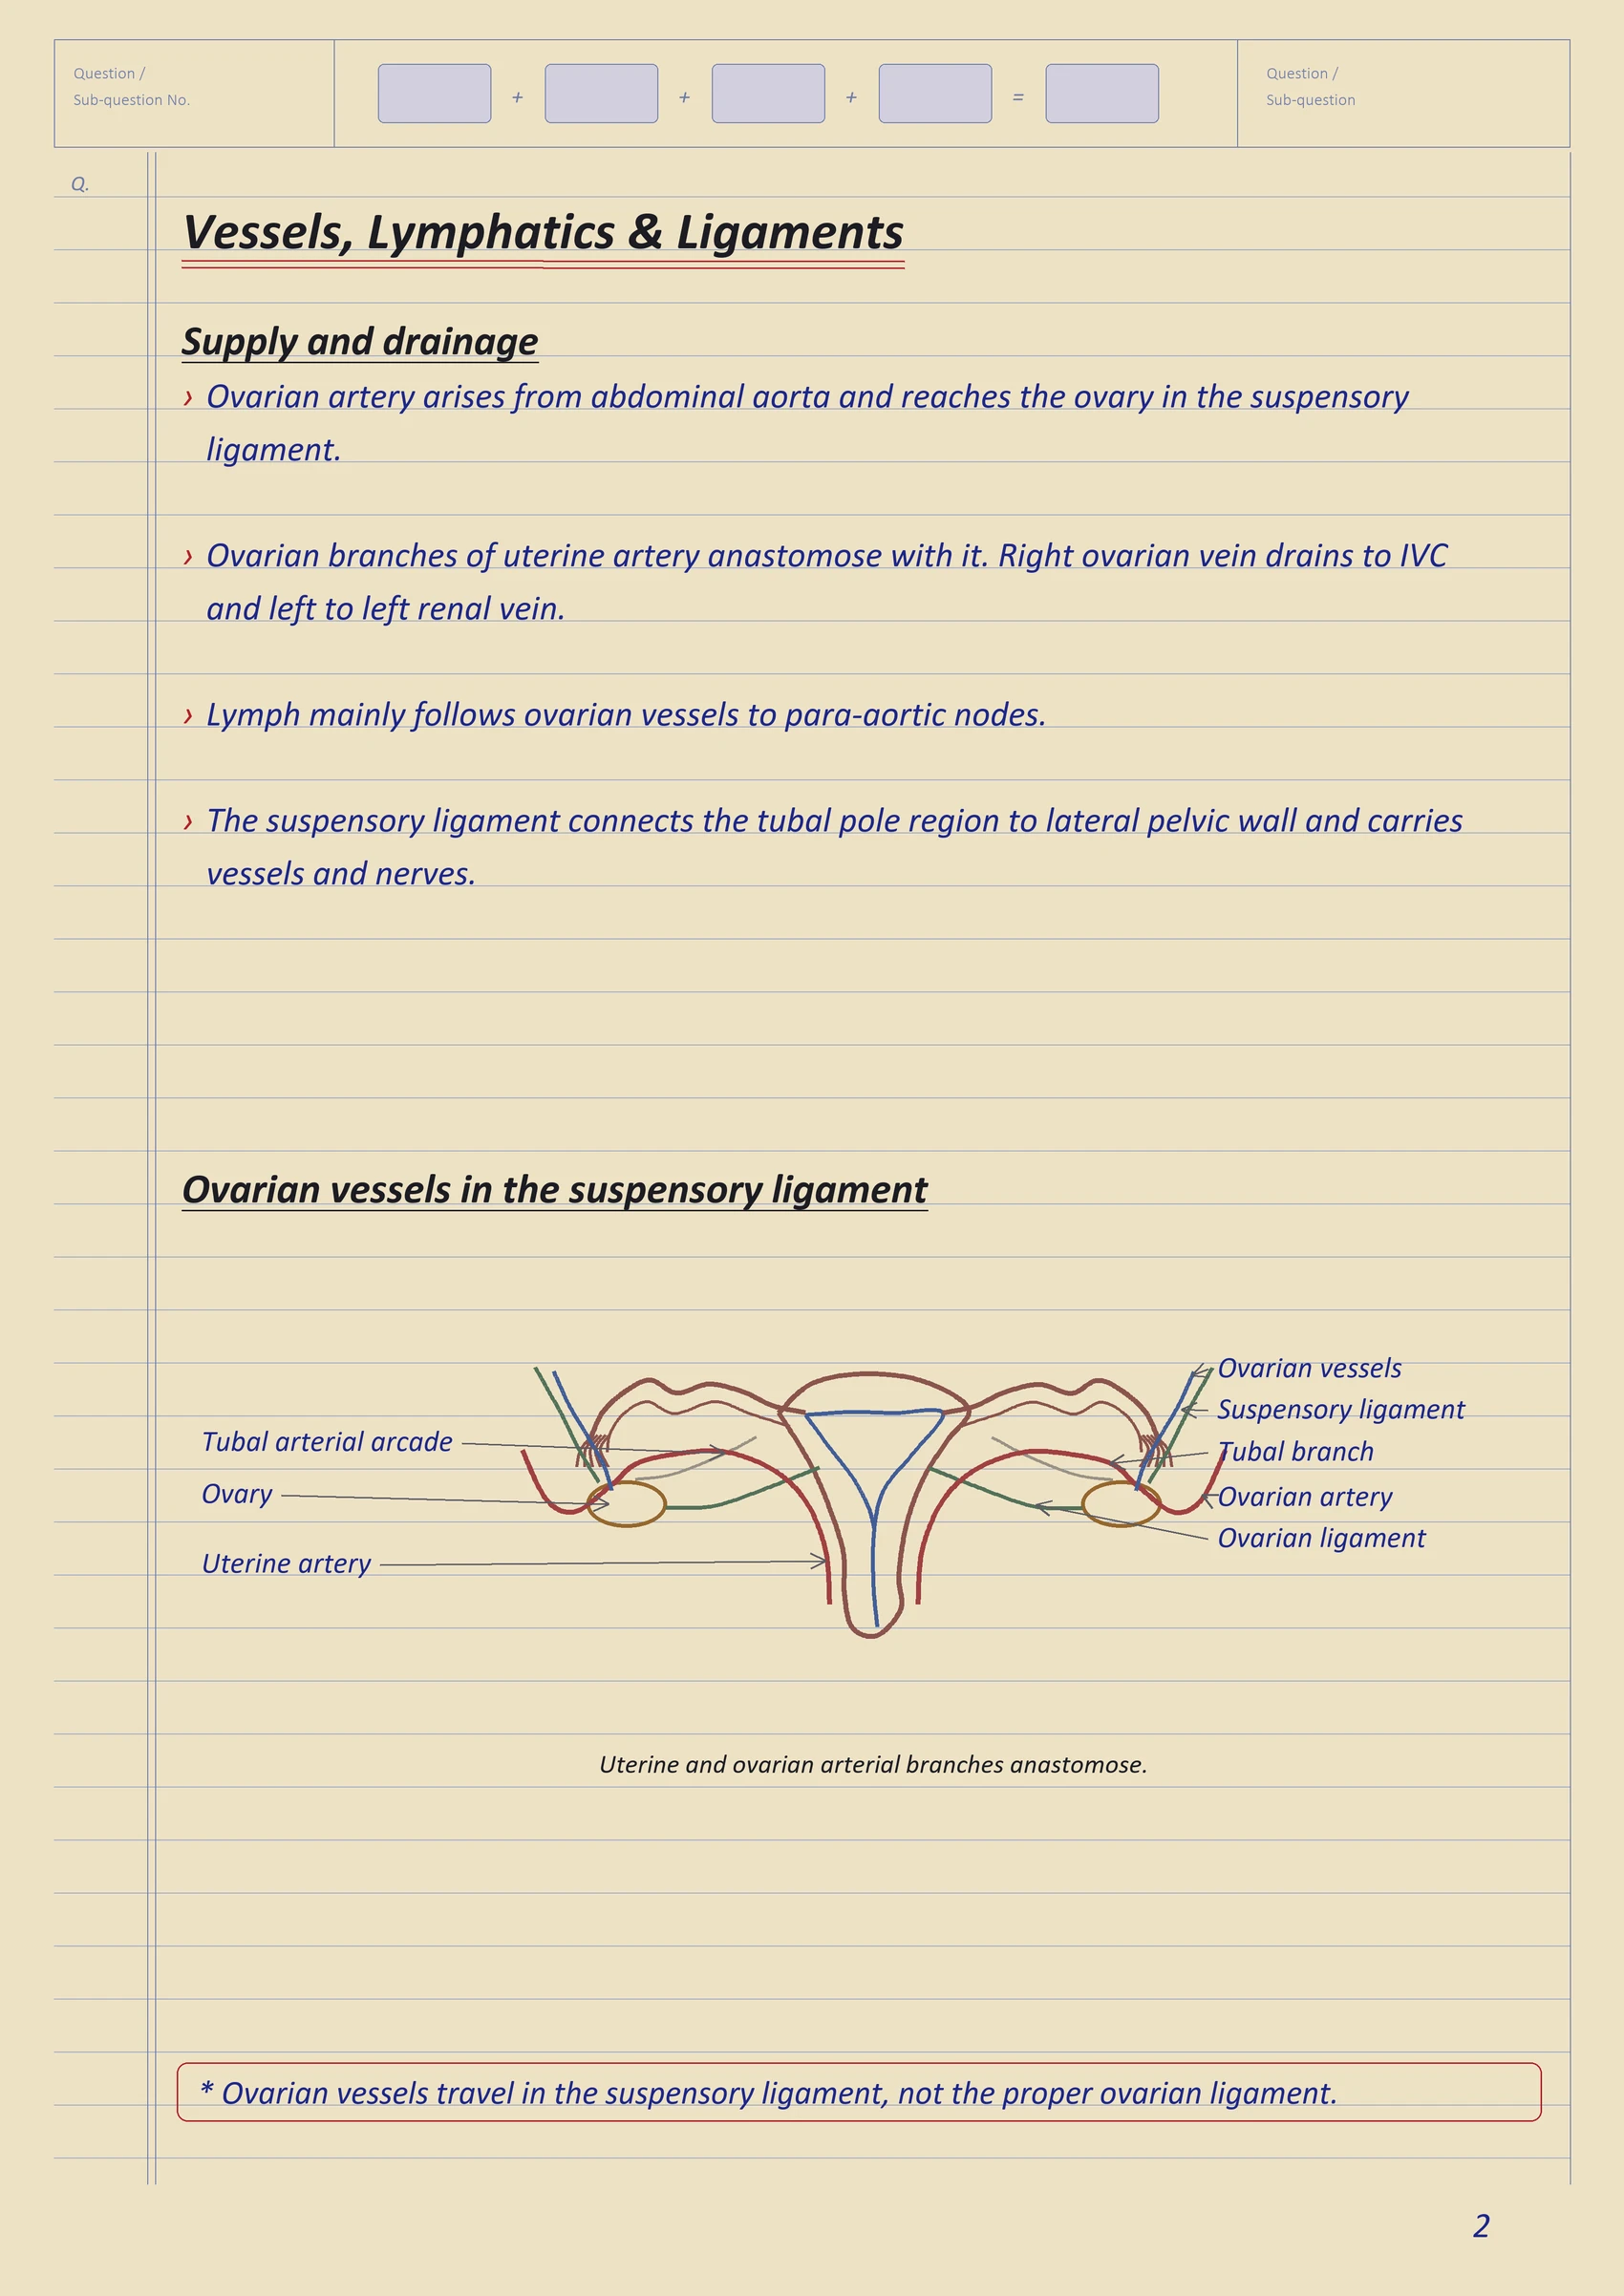 Question /
Sub-question No.
+ + + =
Question /
Sub-question
Q.
Vessels, Lymphatics & Ligaments
Supply and drainage
› Ovarian artery arises from abdominal aorta and reaches the ovary in the suspensory
ligament.
› Ovarian branches of uterine artery anastomose with it. Right ovarian vein drains to IVC
and left to left renal vein.
› Lymph mainly follows ovarian vessels to para-aortic nodes.
› The suspensory ligament connects the tubal pole region to lateral pelvic wall and carries
vessels and nerves.
Ovarian vessels in the suspensory ligament
Tubal arterial arcade
Ovary
Uterine artery
Ovarian vessels
Suspensory ligament
Tubal branch
Ovarian artery
Ovarian ligament
Uterine and ovarian arterial branches anastomose.
* Ovarian vessels travel in the suspensory ligament, not the proper ovarian ligament.
2